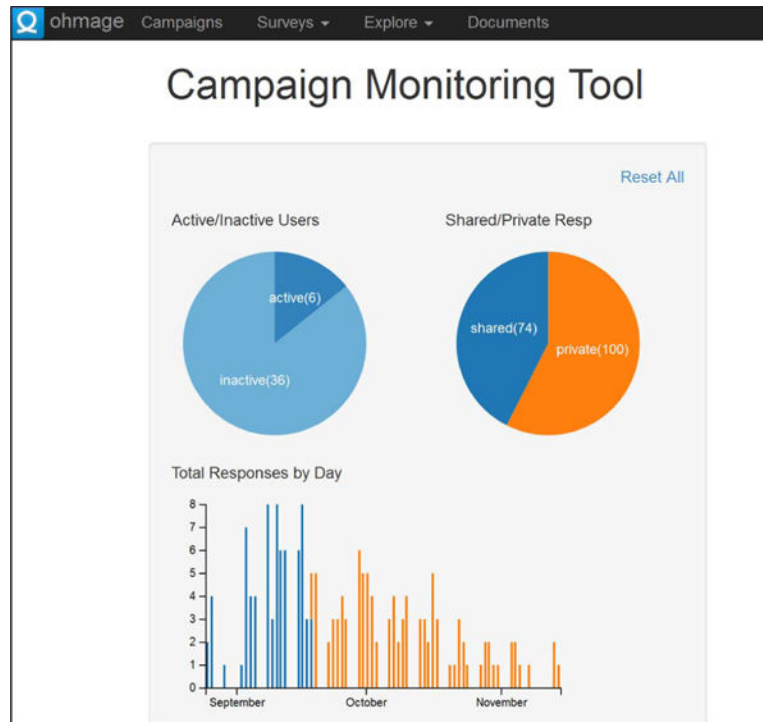 ohmage Campaigns Surveys Explore Documents
Campaign Monitoring Tool
Reset All
Active/Inactive Users Shared/Private Resp
active(6)
inactive(36)
shared(74)
private(100)
Total Responses by Day
8
7
6
5
4
3
2
1
0
September October November